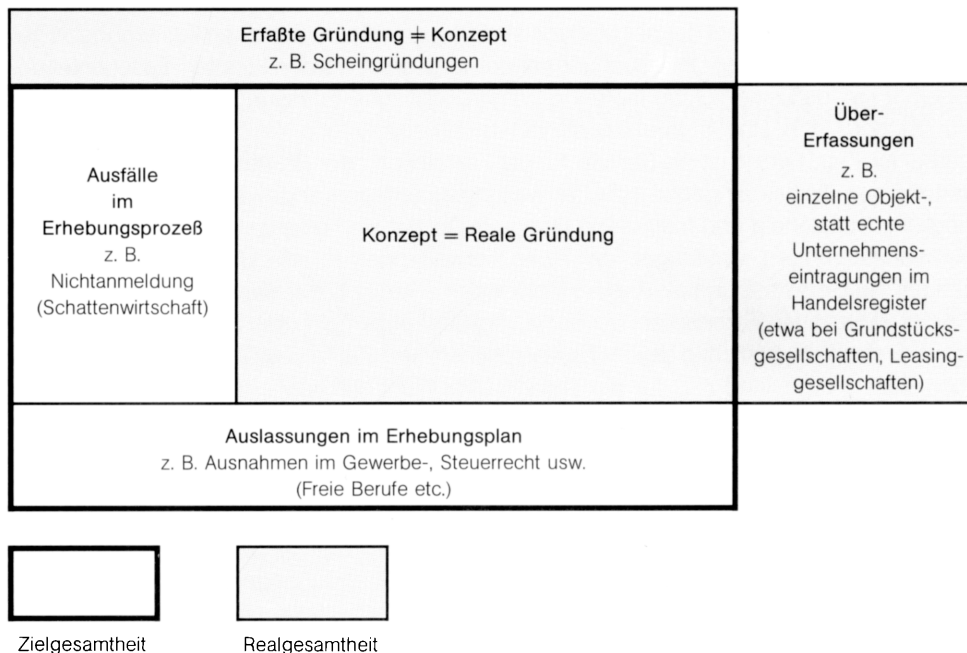 Erfaßte Gründung ≠ Konzept
z. B. Scheingründungen
Ausfälle
im
Erhebungsprozeß
z. B.
Nichtanmeldung
(Schattenwirtschaft)
Konzept = Reale Gründung
Über-
Erfassungen
z. B.
einzelne Objekt-,
statt echte
Unternehmens-
eintragungen im
Handelsregister
(etwa bei Grundstücks-
gesellschaften, Leasing-
gesellschaften)
Auslassungen im Erhebungsplan
z. B. Ausnahmen im Gewerbe-, Steuerrecht usw.
(Freie Berufe etc.)
Zielgesamtheit
Realgesamtheit